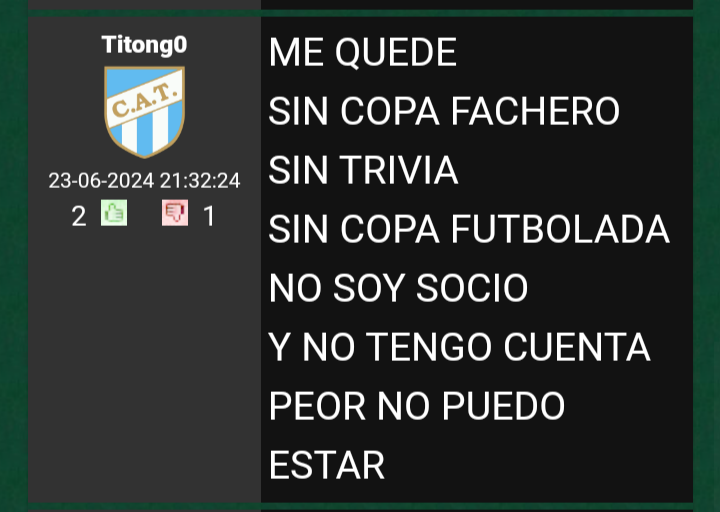 Titong0
C.A.T.
23-06-2024 21:32:24
2 1
ME QUEDE
SIN COPA FACHERO
SIN TRIVIA
SIN COPA FUTBOLADA
NO SOY SOCIO
Y NO TENGO CUENTA
PEOR NO PUEDO
ESTAR